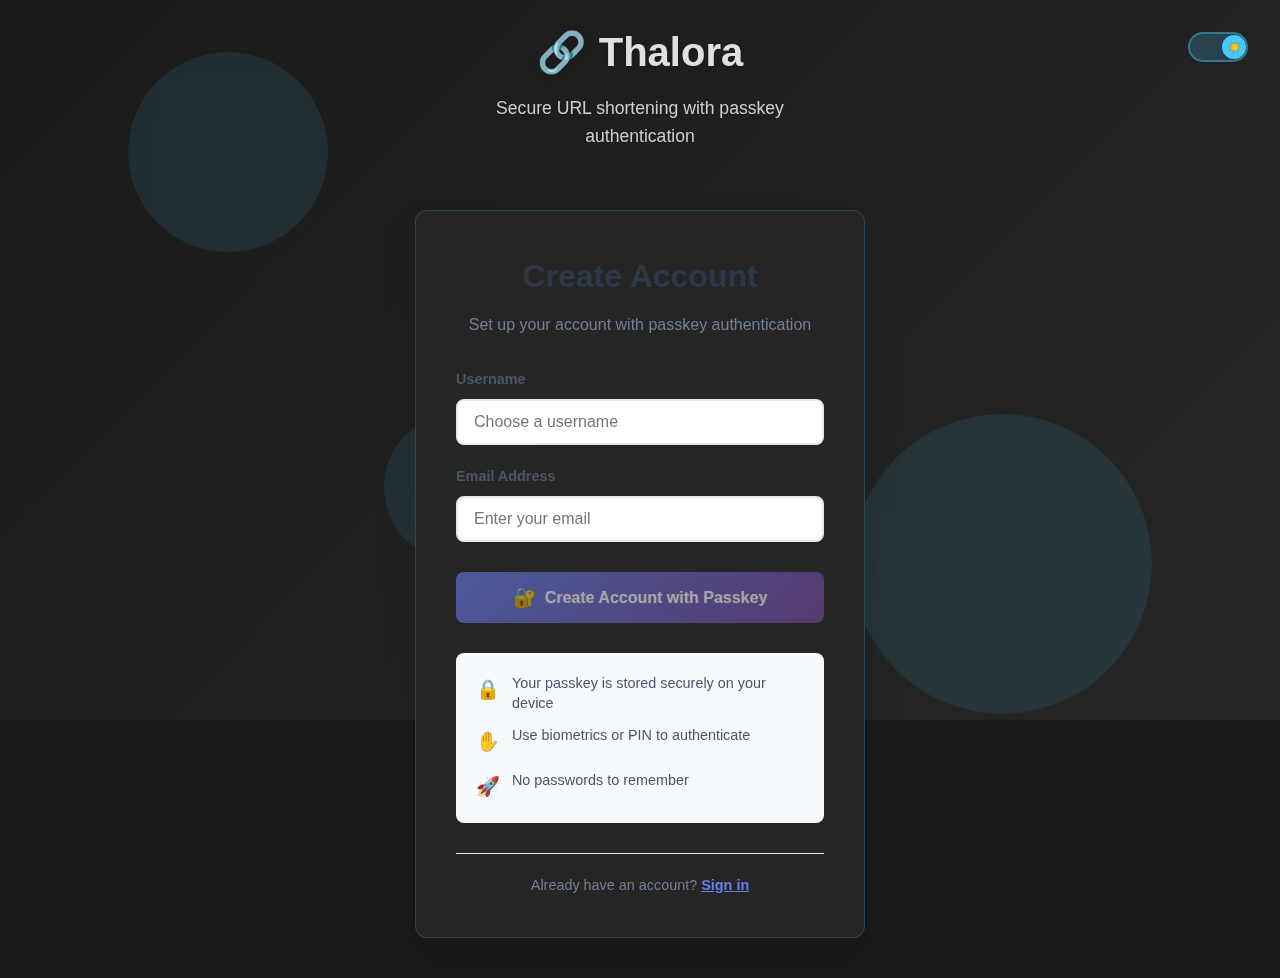 Thalora
Secure URL shortening with passkey
authentication
Create Account
Set up your account with passkey authentication
Username
Choose a username
Email Address
Enter your email
Create Account with Passkey
Your passkey is stored securely on your
device
Use biometrics or PIN to authenticate
No passwords to remember
Already have an account? Sign in